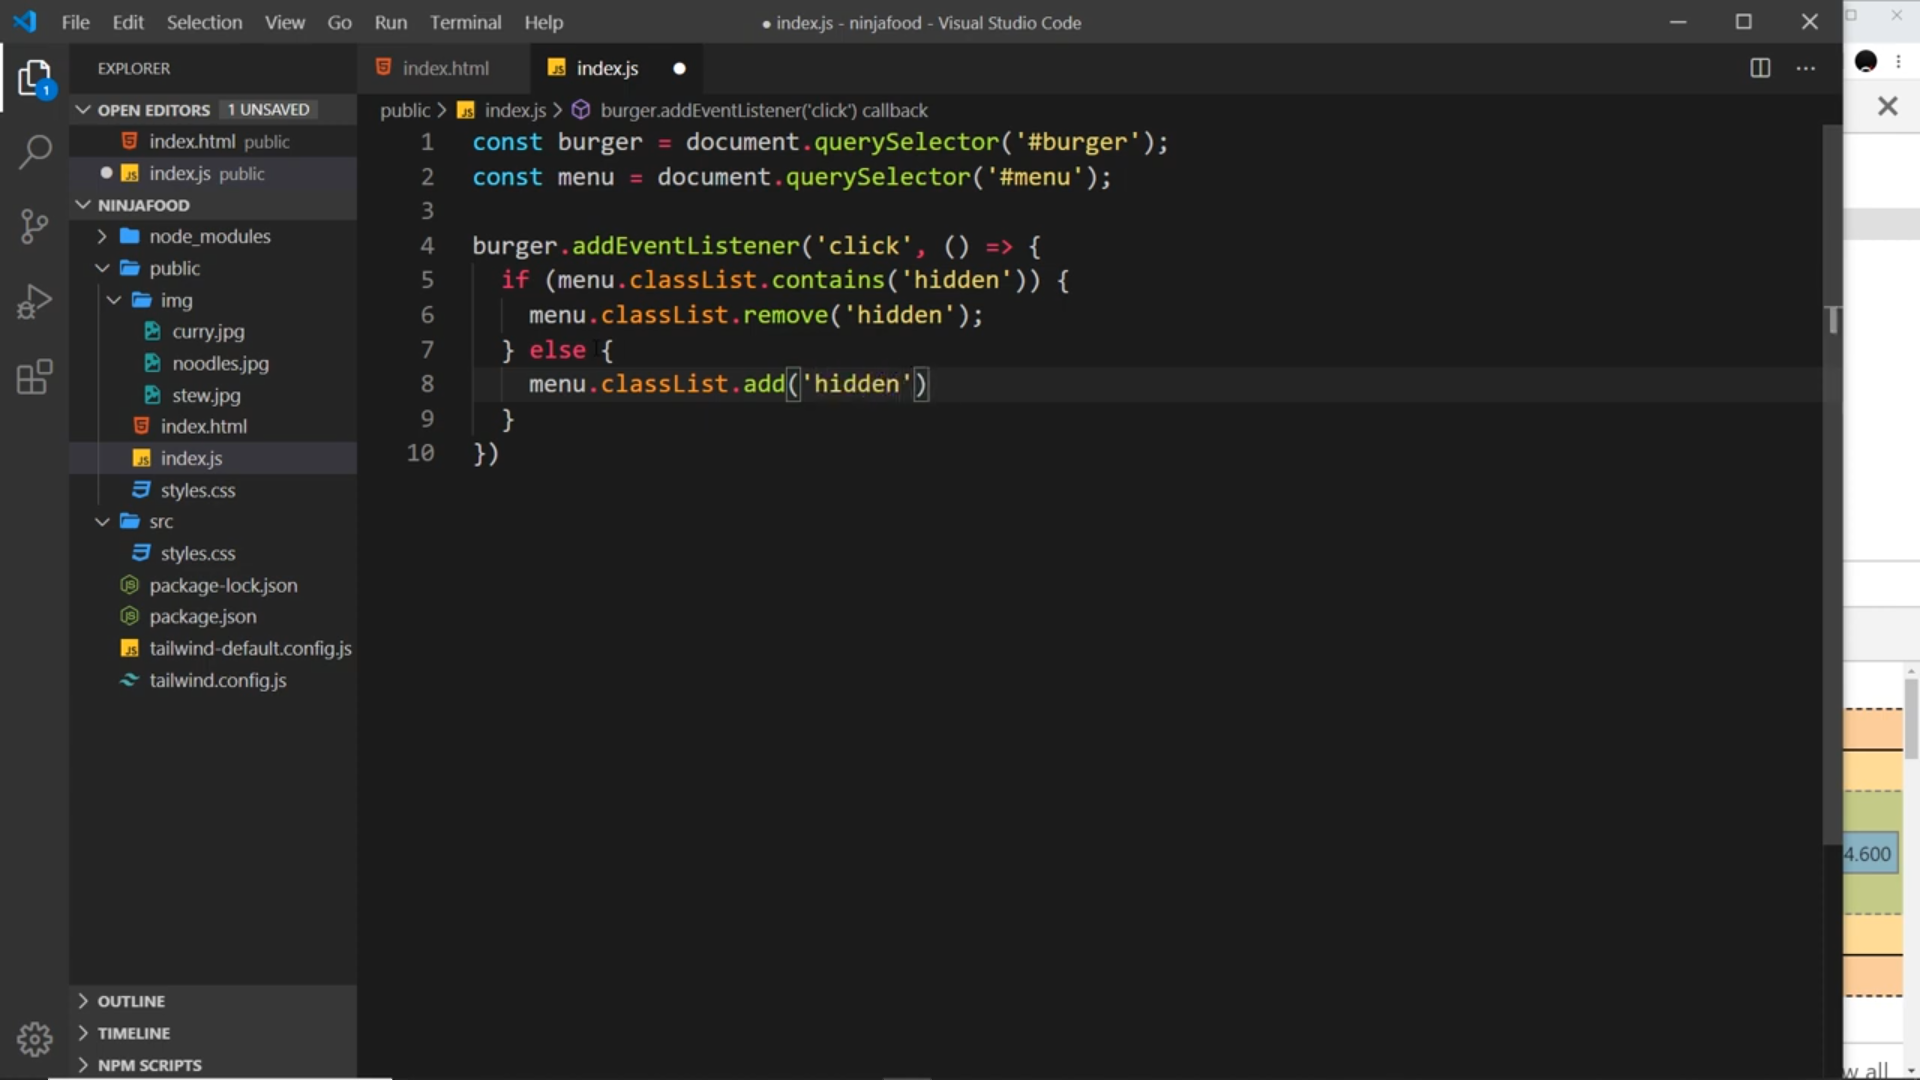 File Edit Selection View Go Run Terminal Help
● index.js - ninjafood - Visual Studio Code
EXPLORER
OPEN EDITORS 1 UNSAVED
index.html public
index.js public
NINJAFOOD
node_modules
public
img
curry.jpg
noodles.jpg
stew.jpg
index.html
index.js
styles.css
src
styles.css
package-lock.json
package.json
tailwind-default.config.js
tailwind.config.js
OUTLINE
TIMELINE
NPM SCRIPTS
1
index.html
index.js
public > index.js > burger.addEventListener('click') callback
1 const burger = document.querySelector('#burger');
2 const menu = document.querySelector('#menu');
3
4 burger.addEventListener('click', () => {
5 if (menu.classList.contains('hidden')) {
6 menu.classList.remove('hidden');
7 } else {
8 menu.classList.add('hidden')
9 }
10 })
4.600
w all